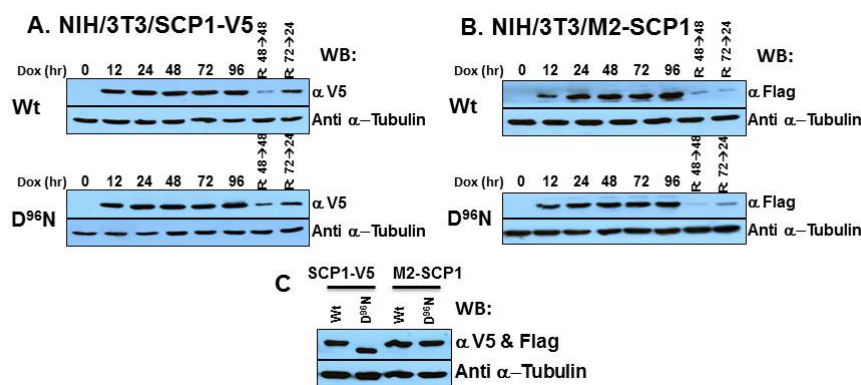 A. NIH/3T3/SCP1-V5
WB:
Dox (hr) 0 12 24 48 72 96 R: 48→48 R: 72→24
Wt
α V5
Anti α–Tubulin
Dox (hr) 0 12 24 48 72 96 R: 48→48 R: 72→24
D⁹⁶N
α V5
Anti α–Tubulin
B. NIH/3T3/M2-SCP1
WB:
Dox (hr) 0 12 24 48 72 96 R: 48→48 R: 72→24
Wt
α Flag
Anti α–Tubulin
Dox (hr) 0 12 24 48 72 96 R: 48→48 R: 72→24
D⁹⁶N
α Flag
Anti α–Tubulin
C
SCP1-V5 M2-SCP1
Wt D⁹⁶N Wt D⁹⁶N
WB:
α V5 & Flag
Anti α–Tubulin